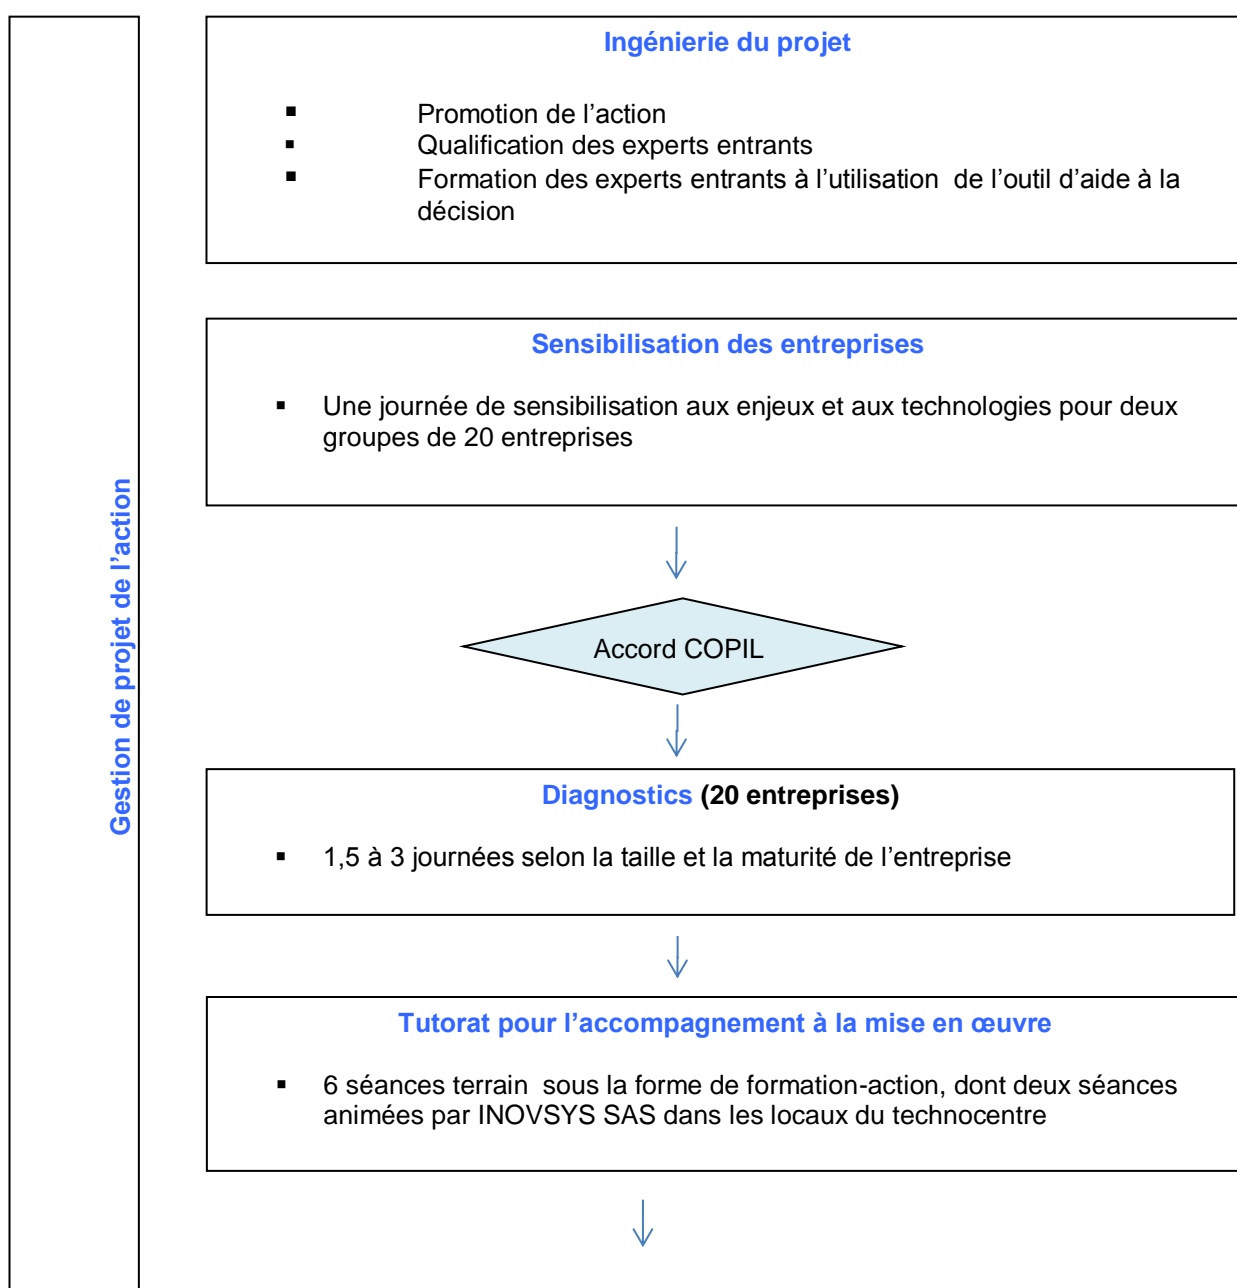 Gestion de projet de l’action
Ingénierie du projet
▪ Promotion de l’action
▪ Qualification des experts entrants
▪ Formation des experts entrants à l’utilisation de l’outil d’aide à la
décision
Sensibilisation des entreprises
▪ Une journée de sensibilisation aux enjeux et aux technologies pour deux
groupes de 20 entreprises
Accord COPIL
Diagnostics (20 entreprises)
▪ 1,5 à 3 journées selon la taille et la maturité de l’entreprise
Tutorat pour l’accompagnement à la mise en œuvre
▪ 6 séances terrain sous la forme de formation-action, dont deux séances
animées par INOVSYS SAS dans les locaux du technocentre